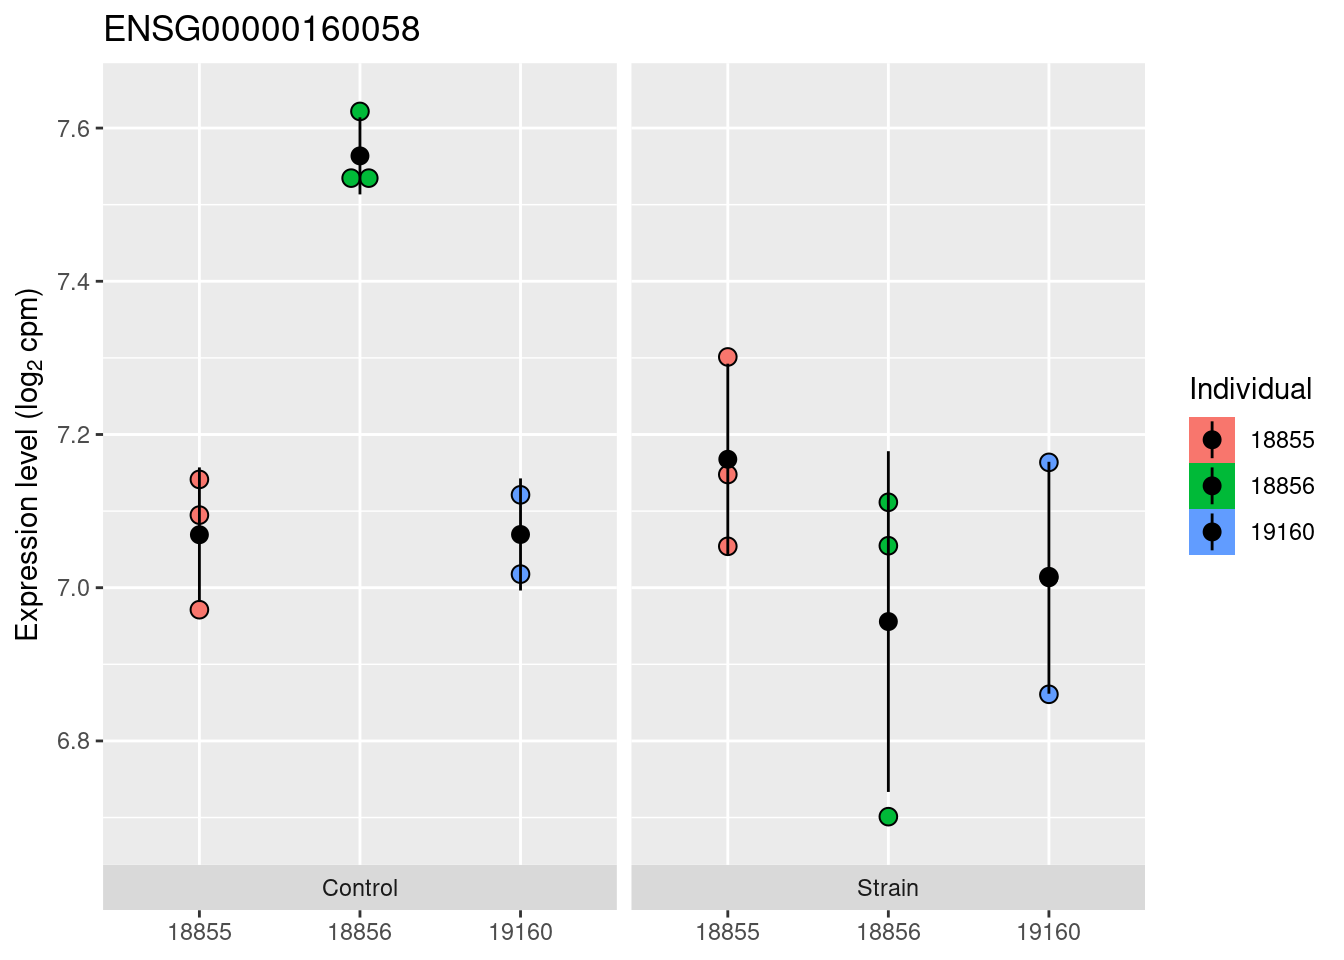 ENSG00000160058
Expression level (log₂ cpm)
7.6
7.4
7.2
7.0
6.8
Control
Strain
18855
18856
19160
18855
18856
19160
Individual
18855
18856
19160